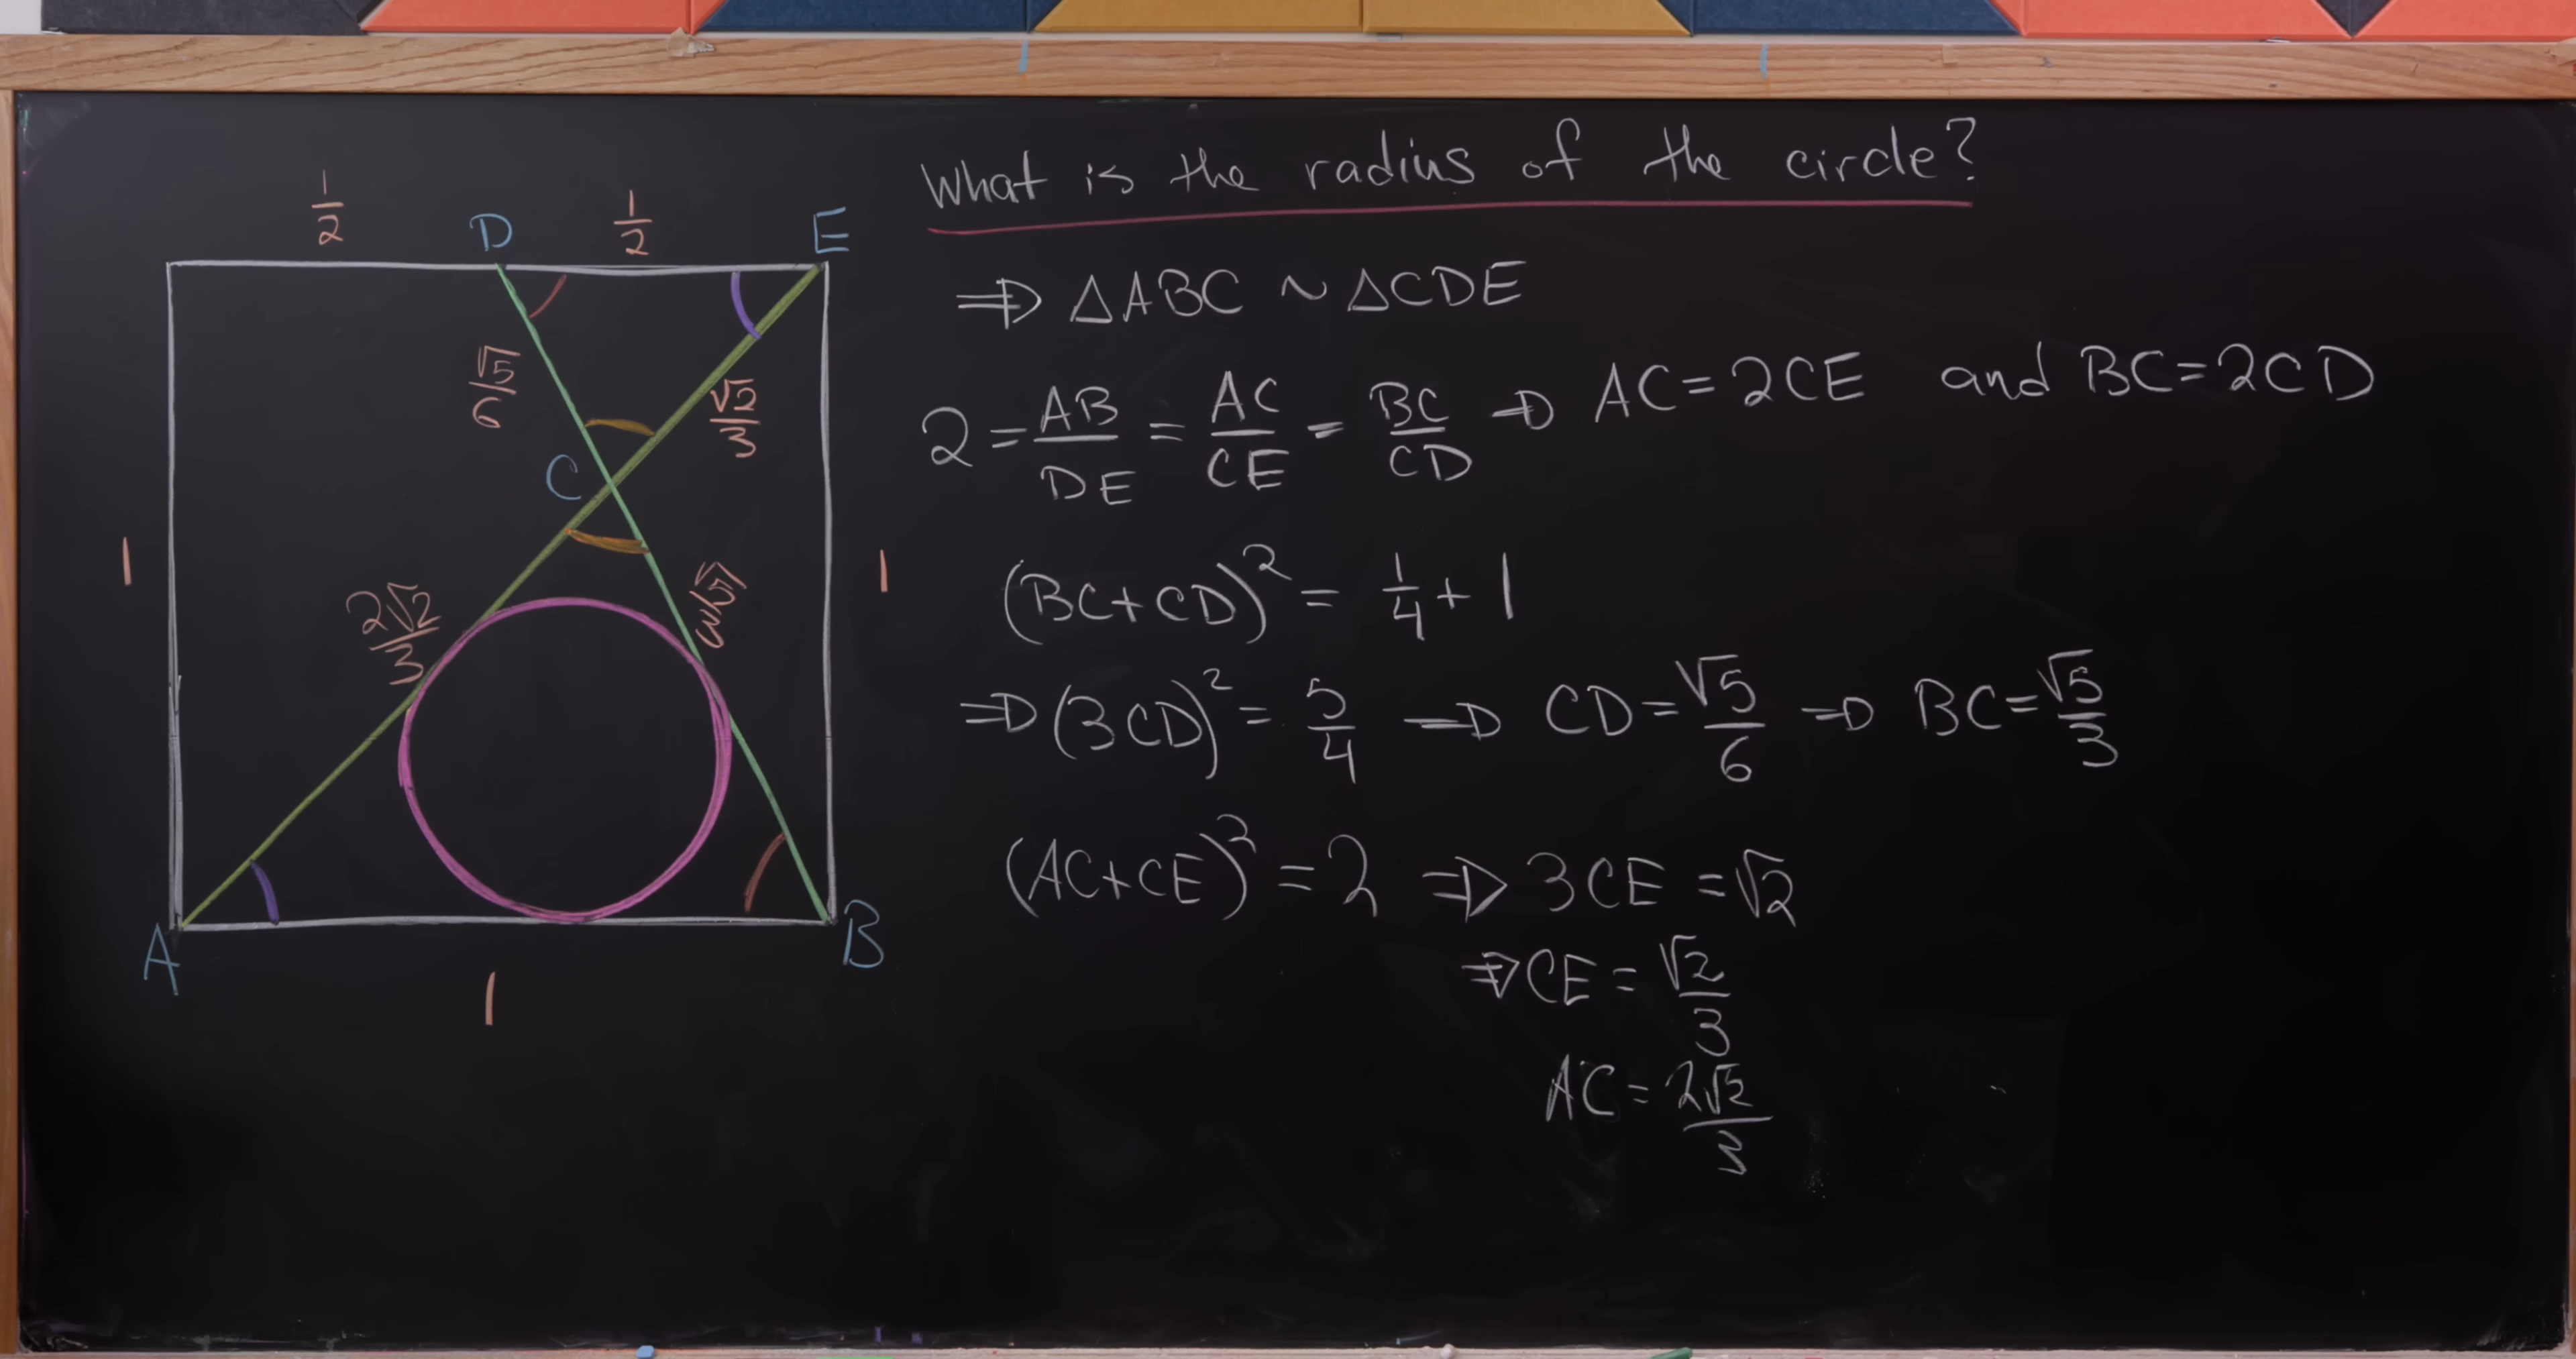 What is the radius of the circle?
1/2 D 1/2 E
⇒ △ABC ~ △CDE
√5/6 √2/3
2 = AB/DE = AC/CE = BC/CD → AC = 2CE and BC = 2CD
C
1 1
2√2/3 √5/3
(BC+CD)² = 1/4 + 1
⇒ (3CD)² = 5/4 ⇒ CD = √5/6 ⇒ BC = √5/3
(AC+CE)² = 2 ⇒ 3CE = √2
A B
⇒ CE = √2/3
1
AC = 2√2/3